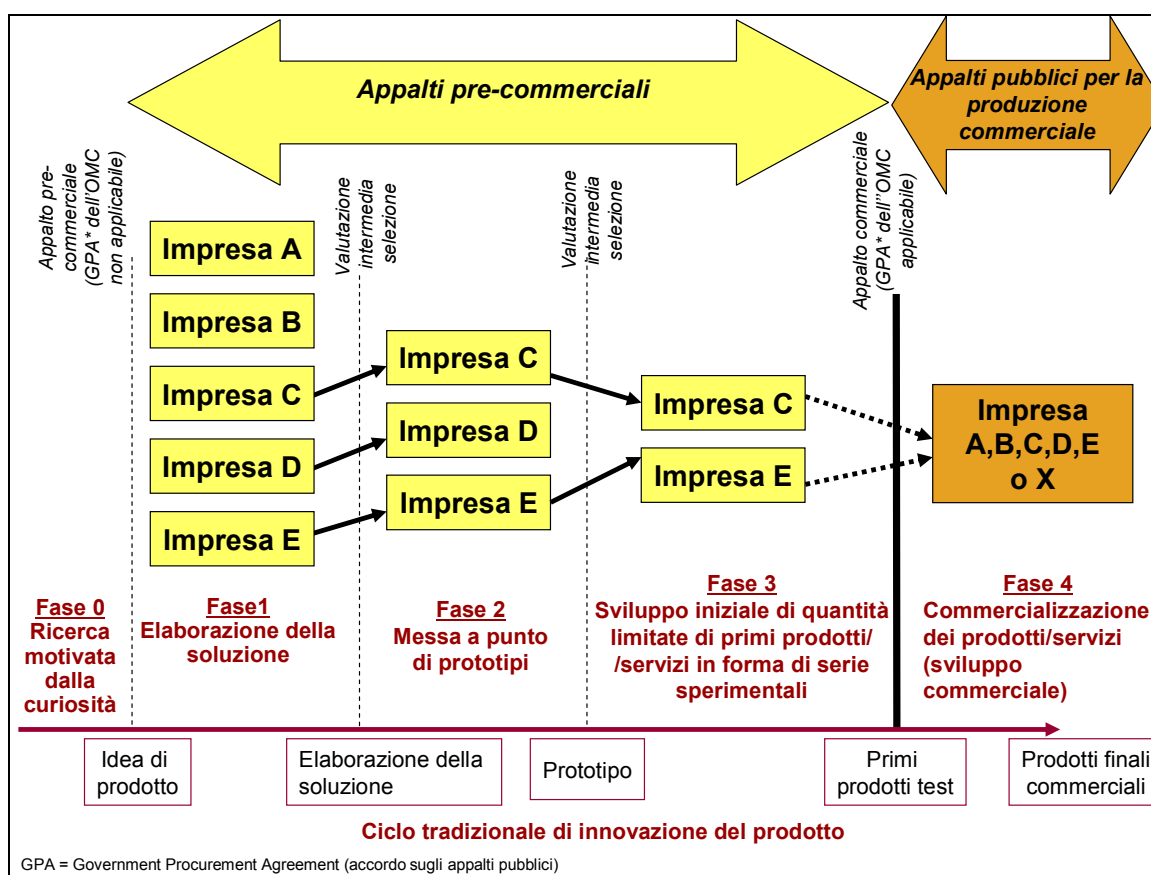 Appalti pre-commerciali
Appalti pubblici per la
produzione
commerciale
Appalto pre-
commerciale
(GPA* dell'OMC
non applicabile)
Valutazione
intermedia
selezione
Valutazione
intermedia
selezione
Appalto commerciale
(GPA* dell'OMC
applicabile)
Impresa A
Impresa B
Impresa C
Impresa D
Impresa E
Impresa C
Impresa D
Impresa E
Impresa C
Impresa E
Impresa
A,B,C,D,E
o X
Fase 0
Ricerca
motivata
dalla
curiosità
Fase1
Elaborazione della
soluzione
Fase 2
Messa a punto
di prototipi
Fase 3
Sviluppo iniziale di quantità
limitate di primi prodotti/
/servizi in forma di serie
sperimentali
Fase 4
Commercializzazione
dei prodotti/servizi
(sviluppo
commerciale)
Idea di
prodotto
Elaborazione della
soluzione
Prototipo
Primi
prodotti test
Prodotti finali
commerciali
Ciclo tradizionale di innovazione del prodotto
GPA = Government Procurement Agreement (accordo sugli appalti pubblici)